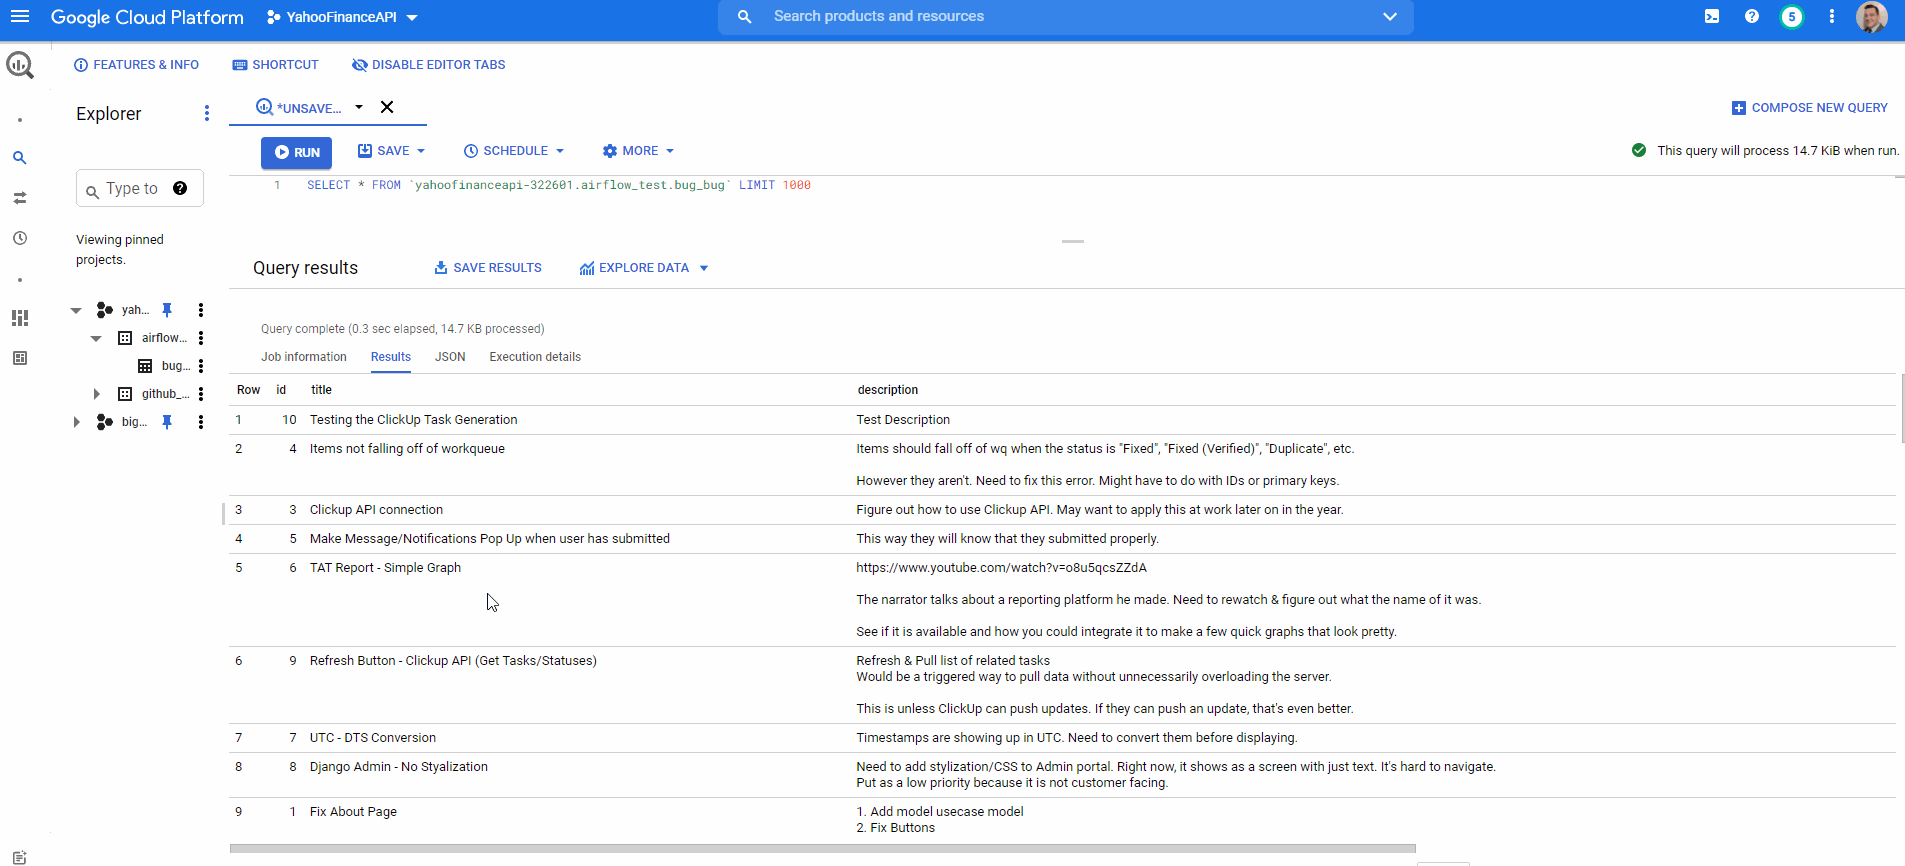 Google Cloud Platform
YahooFinanceAPI
Search products and resources
5
FEATURES & INFO
SHORTCUT
DISABLE EDITOR TABS
Explorer
*UNSAVE...
COMPOSE NEW QUERY
RUN
SAVE
SCHEDULE
MORE
This query will process 14.7 KiB when run.
Type to
1 SELECT * FROM `yahoofinanceapi-322601.airflow_test.bug_bug` LIMIT 1000
Viewing pinned
projects.
yah...
airflow...
bug...
github_...
big...
Query results
SAVE RESULTS
EXPLORE DATA
Query complete (0.3 sec elapsed, 14.7 KB processed)
Job information Results JSON Execution details
Row id title description
1 10 Testing the ClickUp Task Generation Test Description
2 4 Items not falling off of workqueue Items should fall off of wq when the status is "Fixed", "Fixed (Verified)", "Duplicate", etc.
However they aren't. Need to fix this error. Might have to do with IDs or primary keys.
3 3 Clickup API connection Figure out how to use Clickup API. May want to apply this at work later on in the year.
4 5 Make Message/Notifications Pop Up when user has submitted This way they will know that they submitted properly.
5 6 TAT Report - Simple Graph https://www.youtube.com/watch?v=o8u5qcsZZdA
The narrator talks about a reporting platform he made. Need to rewatch & figure out what the name of it was.
See if it is available and how you could integrate it to make a few quick graphs that look pretty.
6 9 Refresh Button - Clickup API (Get Tasks/Statuses) Refresh & Pull list of related tasks
Would be a triggered way to pull data without unnecessarily overloading the server.
This is unless ClickUp can push updates. If they can push an update, that's even better.
7 7 UTC - DTS Conversion Timestamps are showing up in UTC. Need to convert them before displaying.
8 8 Django Admin - No Styalization Need to add stylization/CSS to Admin portal. Right now, it shows as a screen with just text. It's hard to navigate.
Put as a low priority because it is not customer facing.
9 1 Fix About Page 1. Add model usecase model
2. Fix Buttons